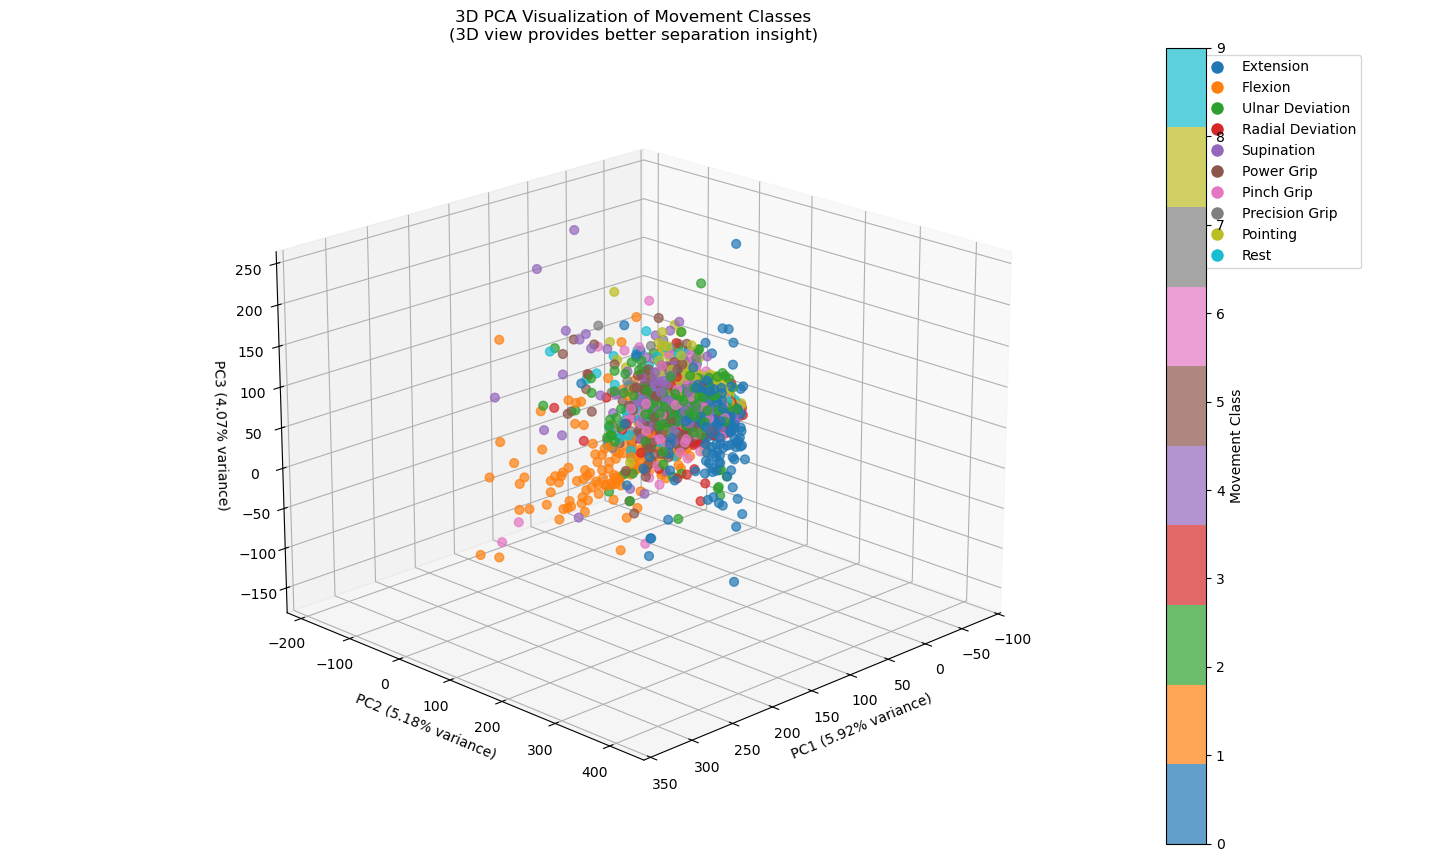 3D PCA Visualization of Movement Classes
(3D view provides better separation insight)
Extension
Flexion
Ulnar Deviation
Radial Deviation
Supination
Power Grip
Pinch Grip
Precision Grip
Pointing
Rest
9
8
7
6
5
4
3
2
1
0
Movement Class
250
200
150
100
50
0
−50
−100
−150
PC3 (4.07% variance)
−200
−100
0
100
200
300
400
PC2 (5.18% variance)
−100
−50
0
50
100
150
200
250
300
350
PC1 (5.92% variance)